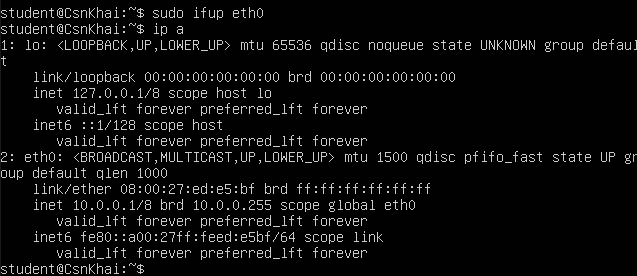 student@CsnKhai:~$ sudo ifup eth0
student@CsnKhai:~$ ip a
1: lo: <LOOPBACK,UP,LOWER_UP> mtu 65536 qdisc noqueue state UNKNOWN group defaul
t
    link/loopback 00:00:00:00:00:00 brd 00:00:00:00:00:00
    inet 127.0.0.1/8 scope host lo
       valid_lft forever preferred_lft forever
    inet6 ::1/128 scope host
       valid_lft forever preferred_lft forever
2: eth0: <BROADCAST,MULTICAST,UP,LOWER_UP> mtu 1500 qdisc pfifo_fast state UP gr
oup default qlen 1000
    link/ether 08:00:27:ed:e5:bf brd ff:ff:ff:ff:ff:ff
    inet 10.0.0.1/8 brd 10.0.0.255 scope global eth0
       valid_lft forever preferred_lft forever
    inet6 fe80::a00:27ff:feed:e5bf/64 scope link
       valid_lft forever preferred_lft forever
student@CsnKhai:~$